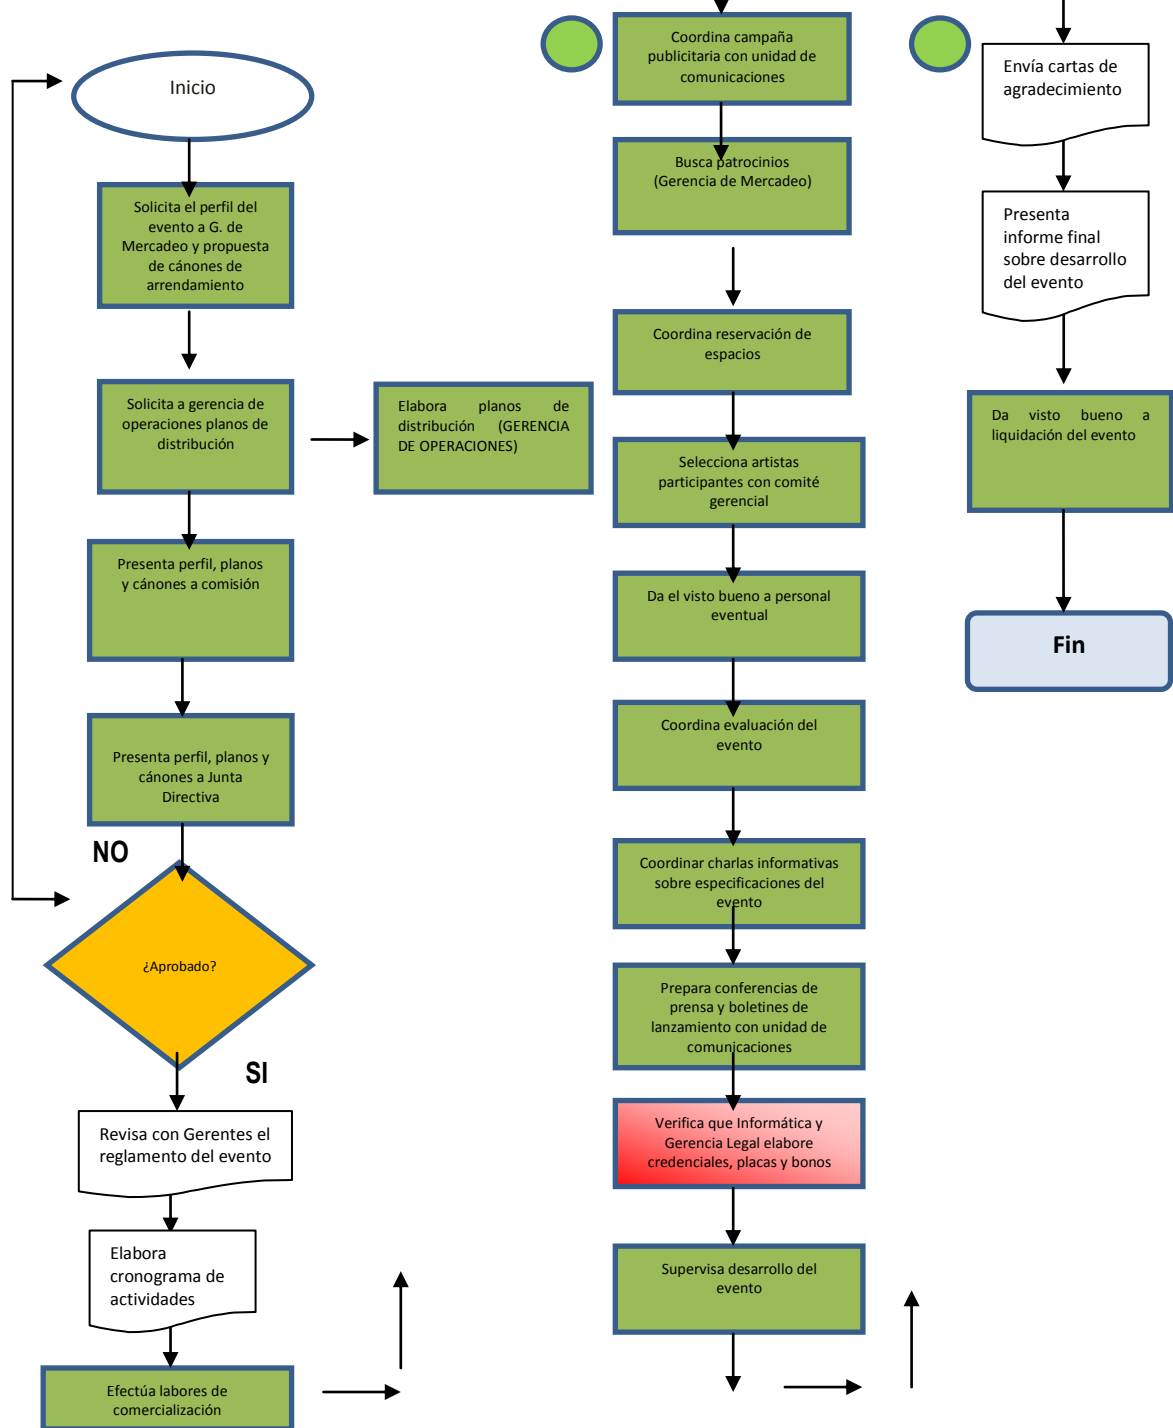 Inicio
Solicita el perfil del
evento a G. de
Mercadeo y propuesta
de cánones de
arrendamiento
Solicita a gerencia de
operaciones planos de
distribución
Elabora planos de
distribución (GERENCIA
DE OPERACIONES)
Presenta perfil, planos
y cánones a comisión
Presenta perfil, planos y
cánones a Junta
Directiva
NO
¿Aprobado?
SI
Revisa con Gerentes el
reglamento del evento
Elabora
cronograma de
actividades
Efectúa labores de
comercialización
Coordina campaña
publicitaria con unidad de
comunicaciones
Busca patrocinios
(Gerencia de Mercadeo)
Coordina reservación de
espacios
Selecciona artistas
participantes con comité
gerencial
Da el visto bueno a personal
eventual
Coordina evaluación del
evento
Coordinar charlas informativas
sobre especificaciones del
evento
Prepara conferencias de
prensa y boletines de
lanzamiento con unidad de
comunicaciones
Verifica que Informática y
Gerencia Legal elabore
credenciales, placas y bonos
Supervisa desarrollo del
evento
Envía cartas de
agradecimiento
Presenta
informe final
sobre desarrollo
del evento
Da visto bueno a
liquidación del evento
Fin